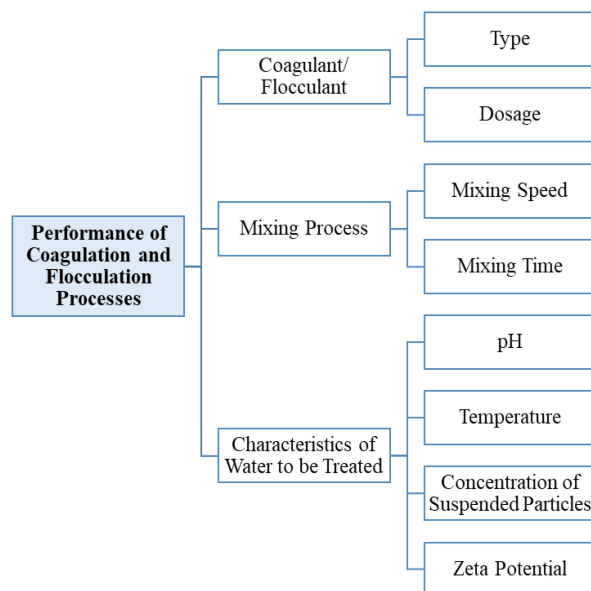 Performance of
Coagulation and
Flocculation
Processes
Coagulant/
Flocculant
Type
Dosage
Mixing Process
Mixing Speed
Mixing Time
Characteristics of
Water to be Treated
pH
Temperature
Concentration of
Suspended Particles
Zeta Potential